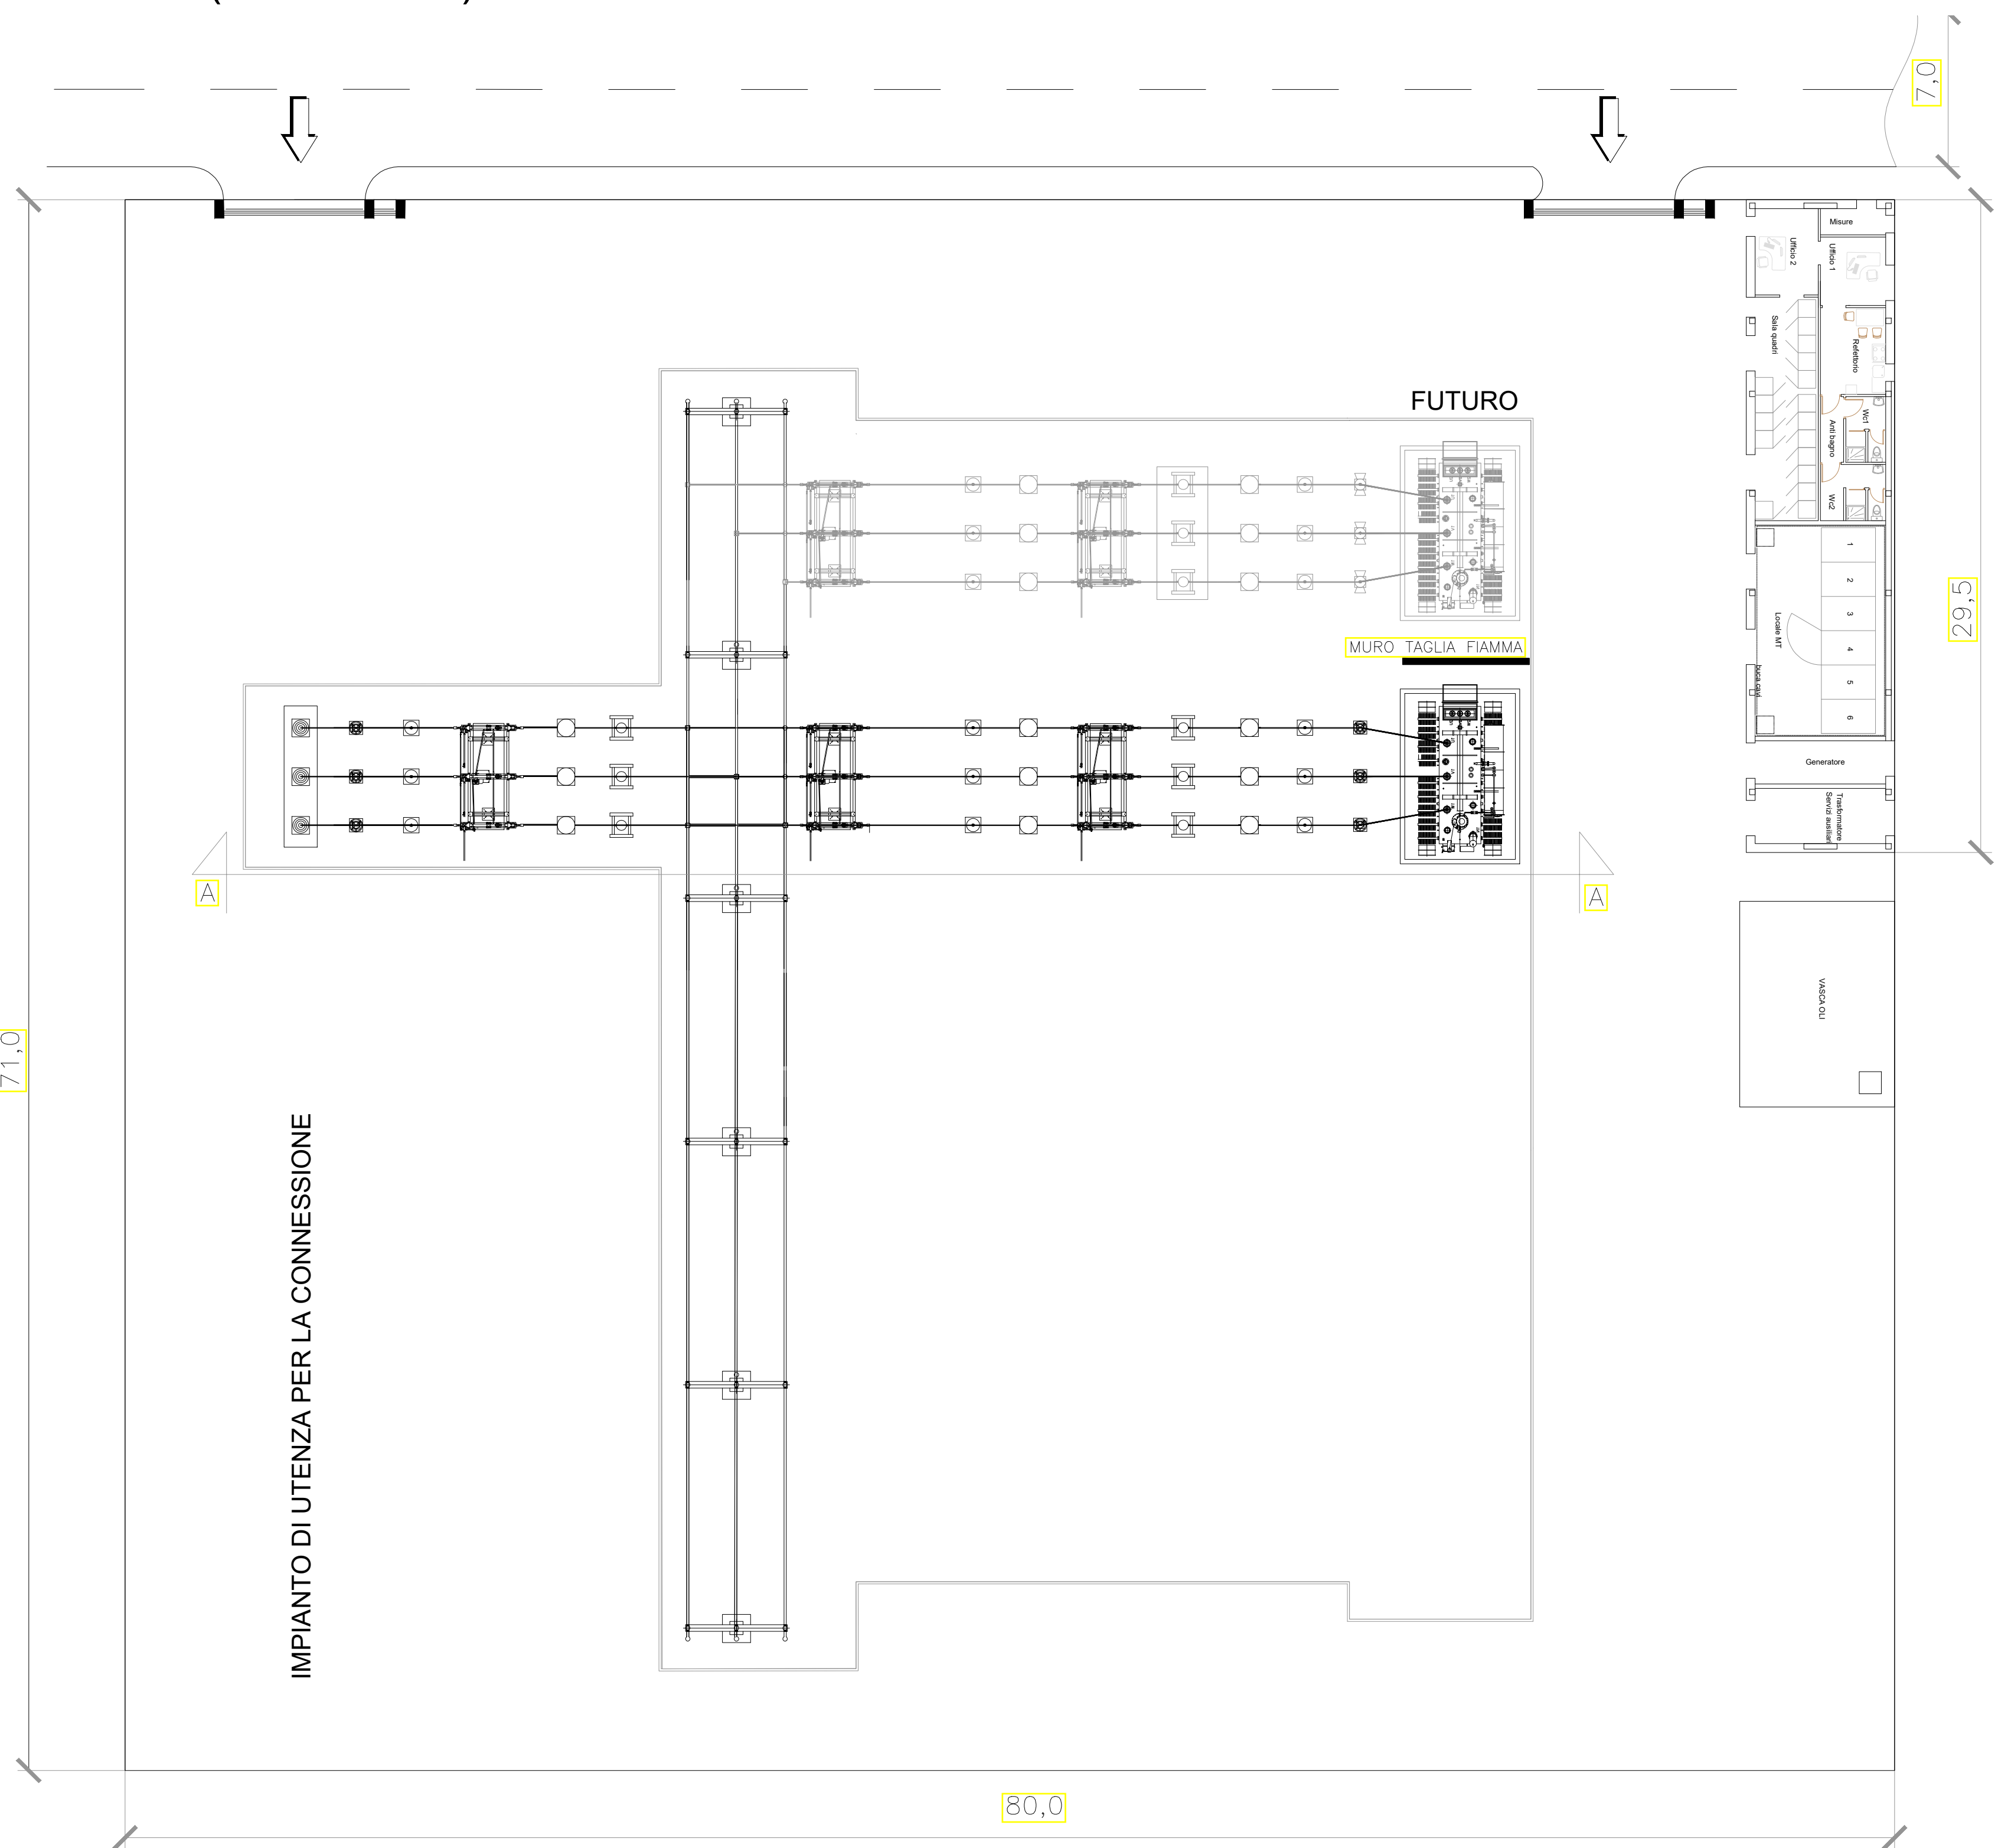 7,0
Misure
Ufficio 2
Ufficio 1
Sala quadri
Refettorio
FUTURO
Wc1
Anti bagno
Wc2
1
2
3
4
5
6
Locale MT
29,5
MURO TAGLIA FIAMMA
buca cavi
Generatore
Trasformatore
Servizi ausiliari
A
A
VASCA OLI
71,0
IMPIANTO DI UTENZA PER LA CONNESSIONE
80,0